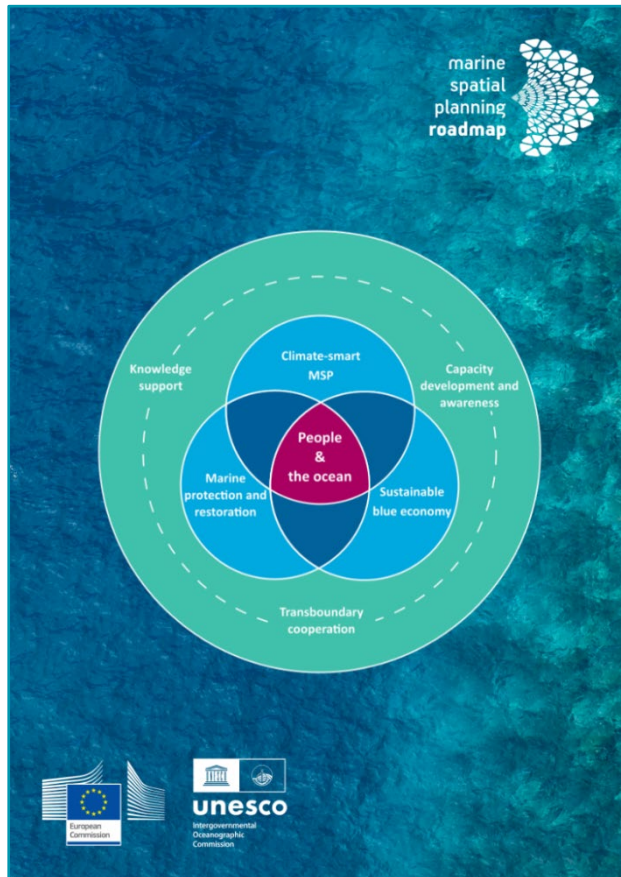 marine
spatial
planning
roadmap
Climate-smart
MSP
Knowledge
support
Capacity
development and
awareness
People
&
the ocean
Marine
protection and
restoration
Sustainable
blue economy
Transboundary
cooperation
European
Commission
unesco
Intergovernmental
Oceanographic
Commission